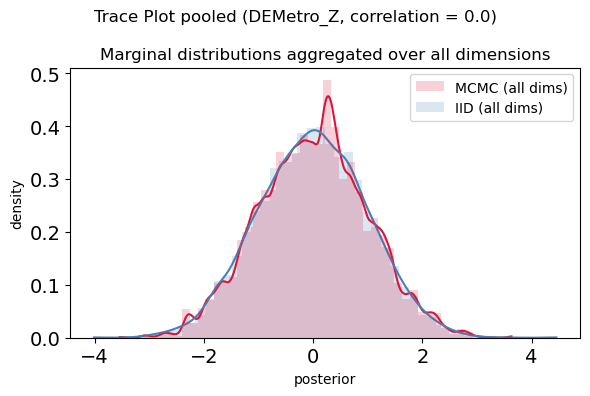 Trace Plot pooled (DEMetro_Z, correlation = 0.0)
Marginal distributions aggregated over all dimensions
MCMC (all dims)
IID (all dims)
density
0.5
0.4
0.3
0.2
0.1
0.0
−4 −2 0 2 4
posterior